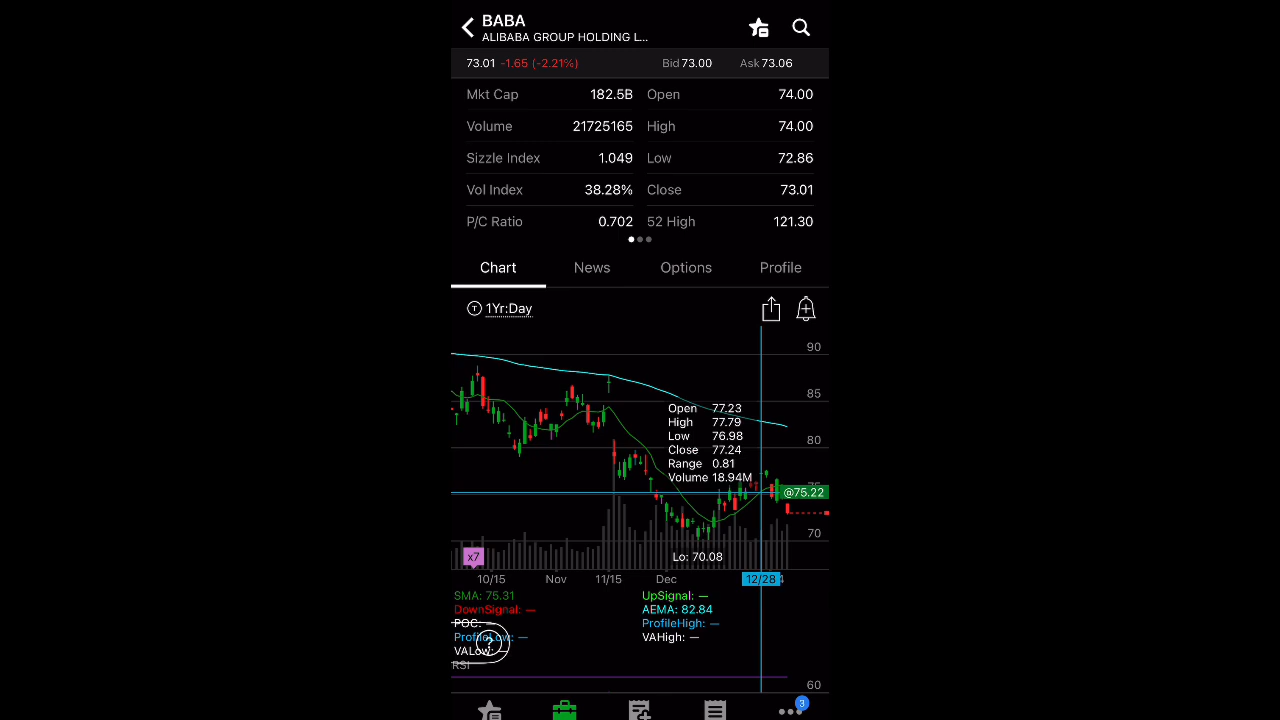 BABA
ALIBABA GROUP HOLDING L...
73.01 -1.65 (-2.21%) Bid 73.00 Ask 73.06
Mkt Cap 182.5B Open 74.00
Volume 21725165 High 74.00
Sizzle Index 1.049 Low 72.86
Vol Index 38.28% Close 73.01
P/C Ratio 0.702 52 High 121.30
Chart News Options Profile
T 1Yr:Day
90
85
Open 77.23
High 77.79
Low 76.98
Close 77.24
Range 0.81
Volume 18.94M
80
@75.22
70
x7
Lo: 70.08
10/15 Nov 11/15 Dec 12/28
SMA: 75.31 UpSignal: —
DownSignal: — AEMA: 82.84
POC: — ProfileHigh: —
ProfileLow: — VAHigh: —
VALow: —
?
RSI
60
3